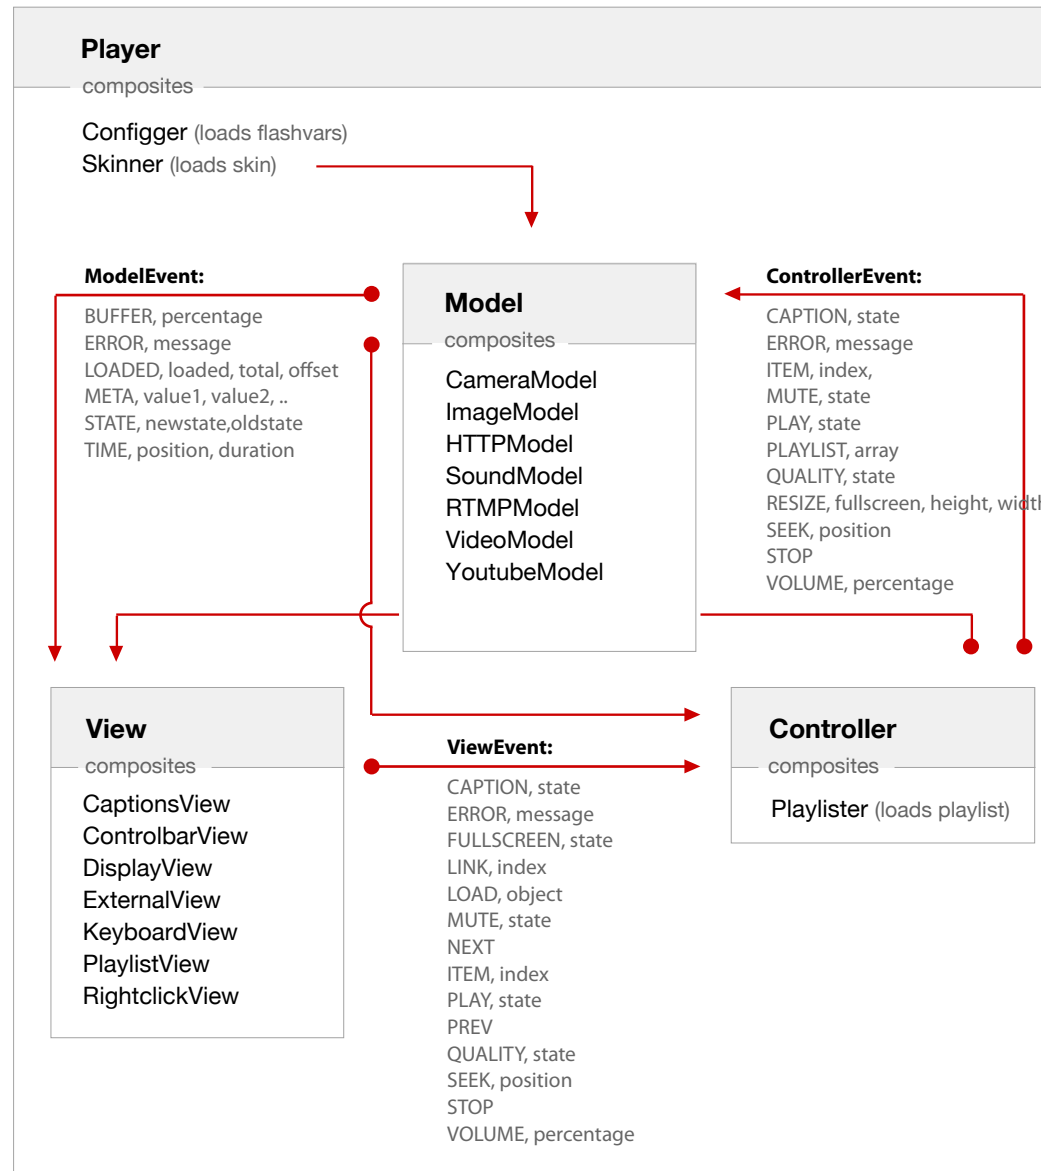 Player
composites
Configger (loads flashvars)
Skinner (loads skin)
ModelEvent:
BUFFER, percentage
ERROR, message
LOADED, loaded, total, offset
META, value1, value2, ..
STATE, newstate,oldstate
TIME, position, duration
Model
composites
CameraModel
ImageModel
HTTPModel
SoundModel
RTMPModel
VideoModel
YoutubeModel
ControllerEvent:
CAPTION, state
ERROR, message
ITEM, index,
MUTE, state
PLAY, state
PLAYLIST, array
QUALITY, state
RESIZE, fullscreen, height, width
SEEK, position
STOP
VOLUME, percentage
View
composites
CaptionsView
ControlbarView
DisplayView
ExternalView
KeyboardView
PlaylistView
RightclickView
ViewEvent:
CAPTION, state
ERROR, message
FULLSCREEN, state
LINK, index
LOAD, object
MUTE, state
NEXT
ITEM, index
PLAY, state
PREV
QUALITY, state
SEEK, position
STOP
VOLUME, percentage
Controller
composites
Playlister (loads playlist)